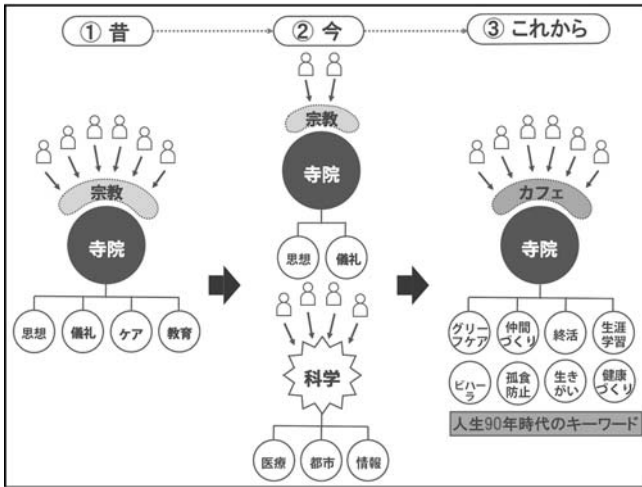 ① 昔
② 今
③ これから
宗教
寺院
思想
儀礼
ケア
教育
宗教
寺院
思想
儀礼
科学
医療
都市
情報
カフェ
寺院
グリー
フケア
仲間
づくり
終活
生涯
学習
ビハー
ラ
孤食
防止
生き
がい
健康
づくり
人生90年時代のキーワード